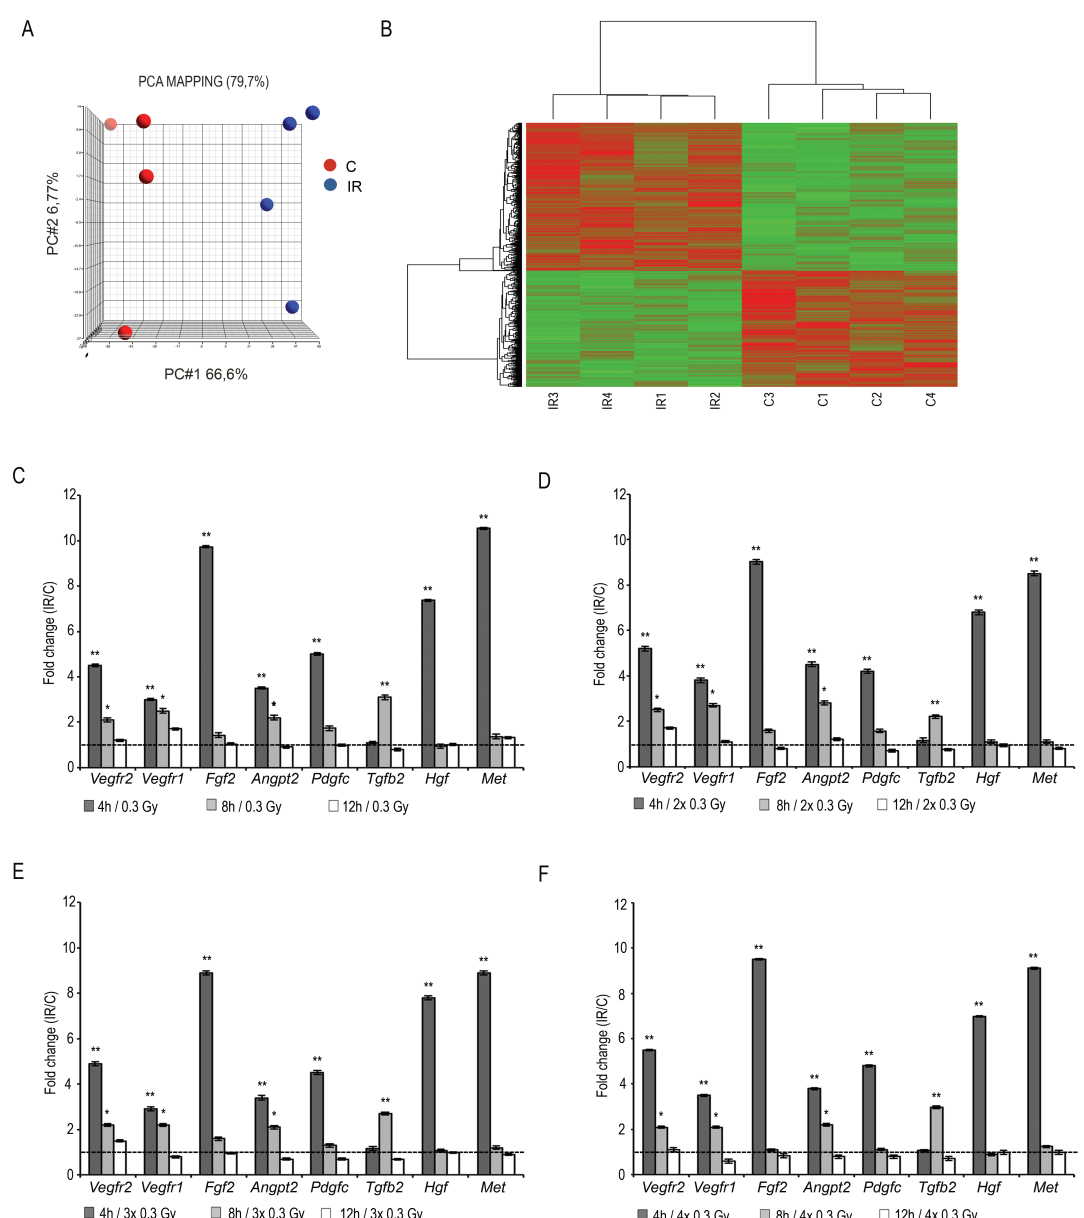 A
B
PCA MAPPING (79,7%)
C
IR
PC#2 6,77%
PC#1 66,6%
IR3 IR4 IR1 IR2 C3 C1 C2 C4
C
12
10
8
6
4
2
0
Fold change (IR/C)
** * ** * ** ** * ** ** ** **
Vegfr2 Vegfr1 Fgf2 Angpt2 Pdgfc Tgfb2 Hgf Met
4h / 0.3 Gy 8h / 0.3 Gy 12h / 0.3 Gy
D
12
10
8
6
4
2
0
Fold change (IR/C)
** * ** * ** ** * ** ** ** **
Vegfr2 Vegfr1 Fgf2 Angpt2 Pdgfc Tgfb2 Hgf Met
4h / 2x 0.3 Gy 8h / 2x 0.3 Gy 12h / 2x 0.3 Gy
E
12
10
8
6
4
2
0
Fold change (IR/C)
** * ** * ** ** * ** ** ** **
Vegfr2 Vegfr1 Fgf2 Angpt2 Pdgfc Tgfb2 Hgf Met
4h / 3x 0.3 Gy 8h / 3x 0.3 Gy 12h / 3x 0.3 Gy
F
12
10
8
6
4
2
0
Fold change (IR/C)
** * ** * ** ** * ** ** ** **
Vegfr2 Vegfr1 Fgf2 Angpt2 Pdgfc Tgfb2 Hgf Met
4h / 4x 0.3 Gy 8h / 4x 0.3 Gy 12h / 4x 0.3 Gy